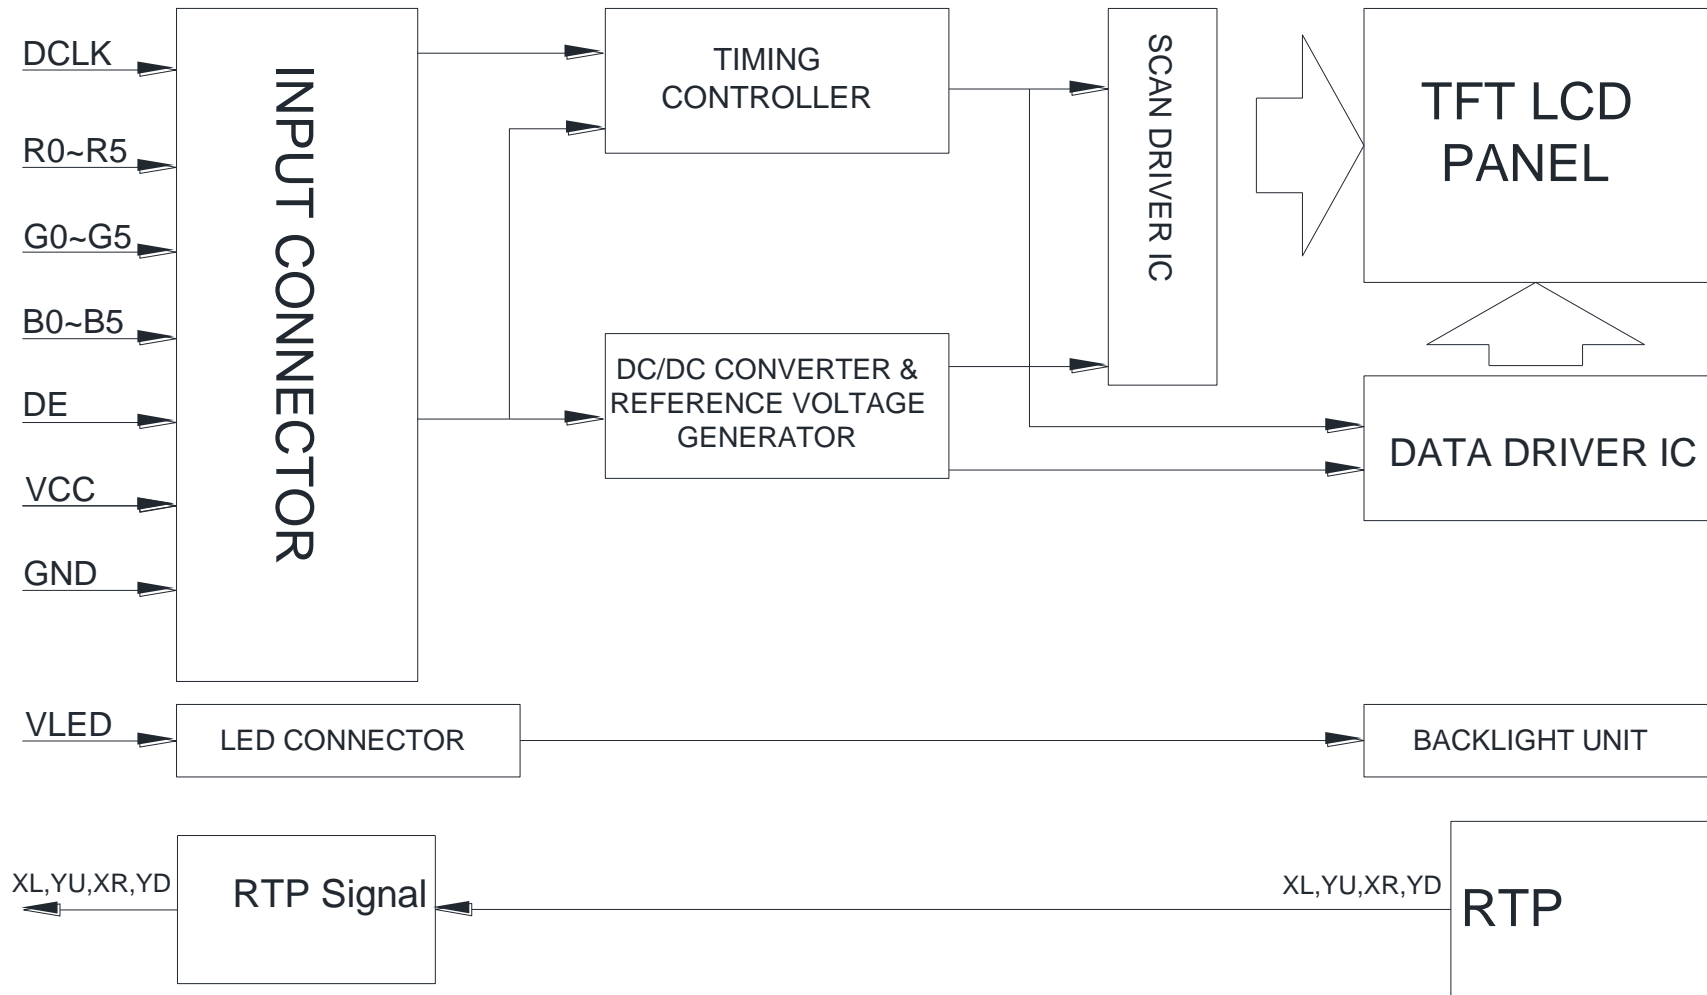 DCLK
R0~R5
G0~G5
B0~B5
DE
VCC
GND
INPUT CONNECTOR
TIMING
CONTROLLER
DC/DC CONVERTER &
REFERENCE VOLTAGE
GENERATOR
SCAN DRIVER IC
TFT LCD
PANEL
DATA DRIVER IC
VLED
LED CONNECTOR
BACKLIGHT UNIT
XL,YU,XR,YD
RTP Signal
XL,YU,XR,YD
RTP